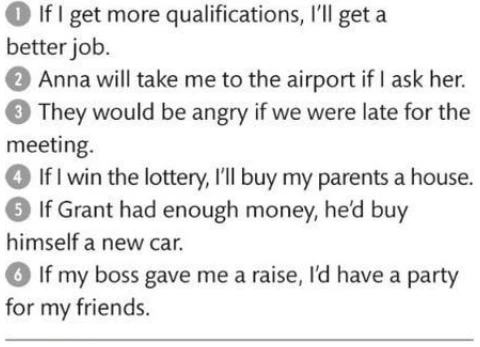 1 If I get more qualifications, I'll get a
better job.
2 Anna will take me to the airport if I ask her.
3 They would be angry if we were late for the
meeting.
4 If I win the lottery, I'll buy my parents a house.
5 If Grant had enough money, he'd buy
himself a new car.
6 If my boss gave me a raise, I'd have a party
for my friends.